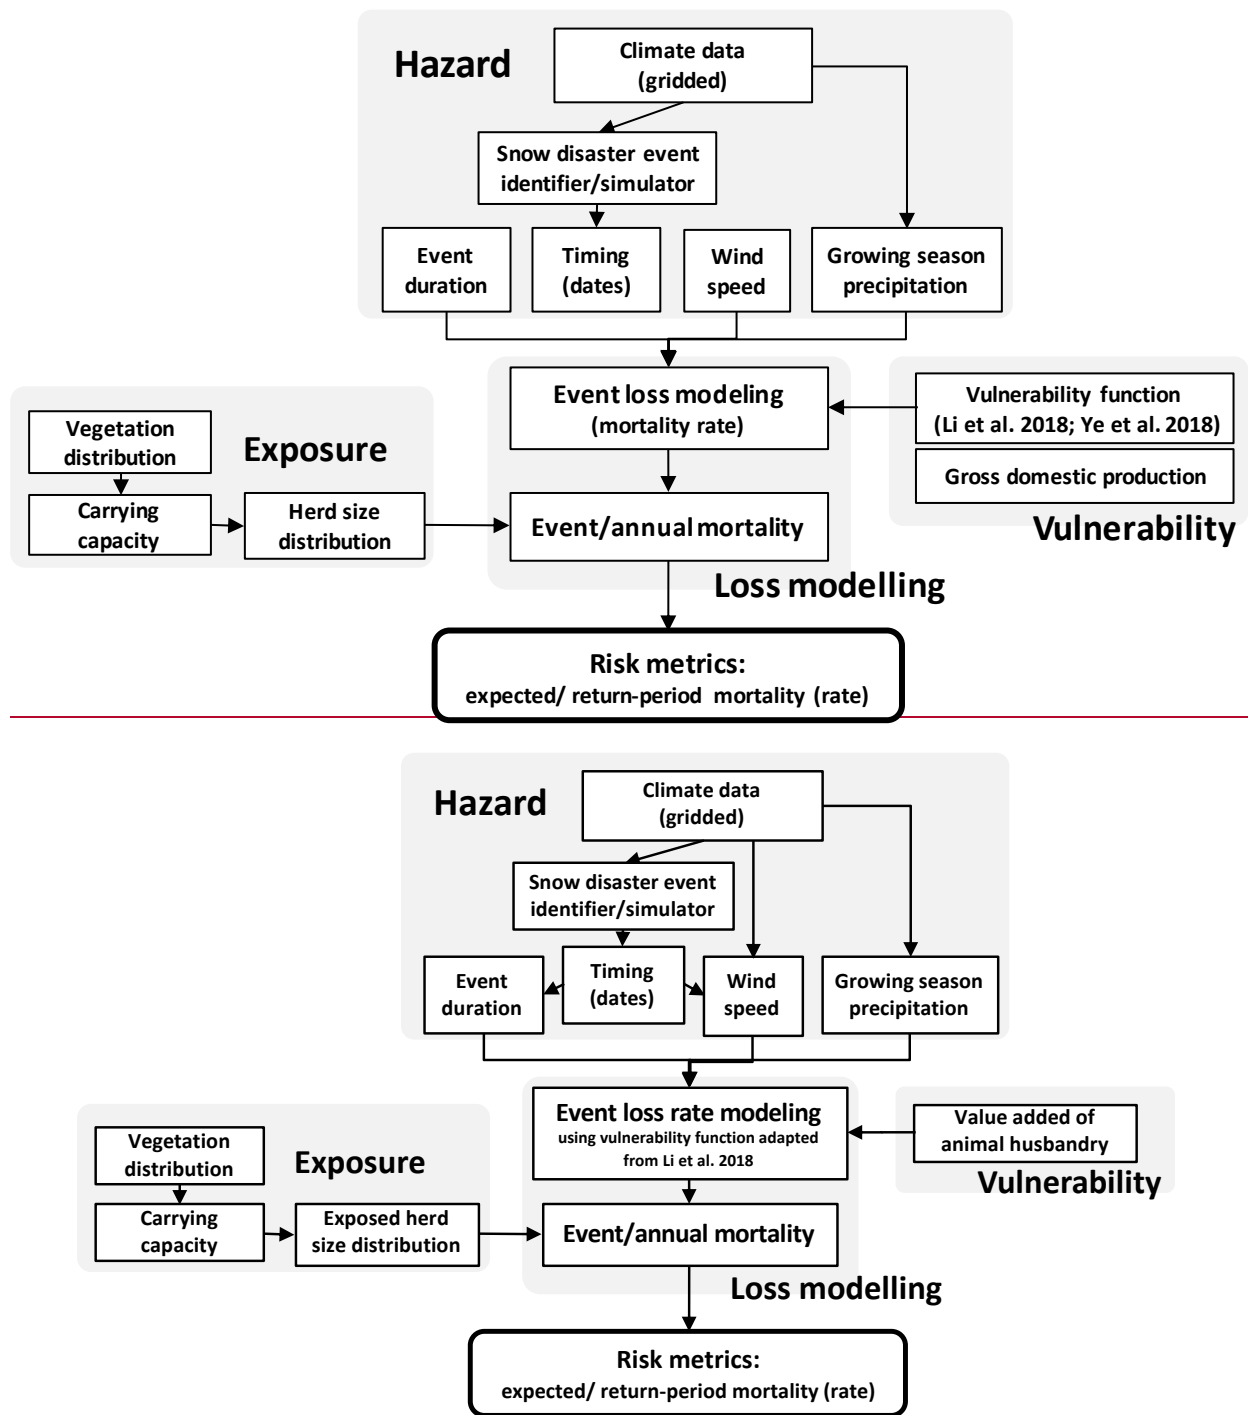 Hazard
Climate data
(gridded)
Snow disaster event
identifier/simulator
Event
duration
Timing
(dates)
Wind
speed
Growing season
precipitation
Event loss modeling
(mortality rate)
Vulnerability function
(Li et al. 2018; Ye et al. 2018)
Gross domestic production
Vulnerability
Vegetation
distribution
Exposure
Carrying
capacity
Herd size
distribution
Event/annual mortality
Loss modelling
Risk metrics:
expected/ return-period mortality (rate)
Hazard
Climate data
(gridded)
Snow disaster event
identifier/simulator
Event
duration
Timing
(dates)
Wind
speed
Growing season
precipitation
Event loss rate modeling
using vulnerability function adapted
from Li et al. 2018
Value added of
animal husbandry
Vulnerability
Vegetation
distribution
Exposure
Carrying
capacity
Exposed herd
size distribution
Event/annual mortality
Loss modelling
Risk metrics:
expected/ return-period mortality (rate)